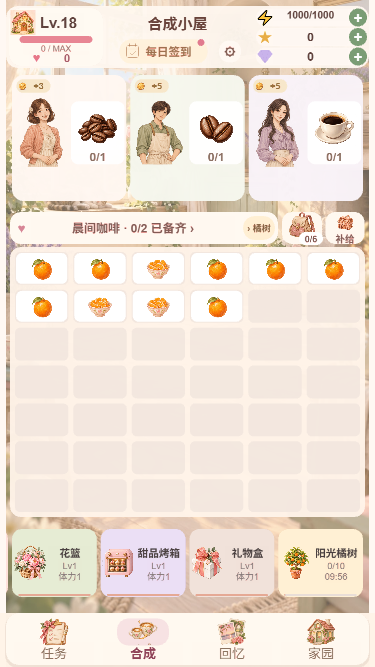 Lv.18
0 / MAX
♥ 0
合成小屋
每日签到
1000/1000
0
0
+3
0/1
+5
0/1
+5
0/1
♥ 晨间咖啡 · 0/2 已备齐 ›
› 橘树
0/6
补给
花篮
Lv1
体力1
甜品烤箱
Lv1
体力1
礼物盒
Lv1
体力1
阳光橘树
0/10
09:56
任务
合成
回忆
家园